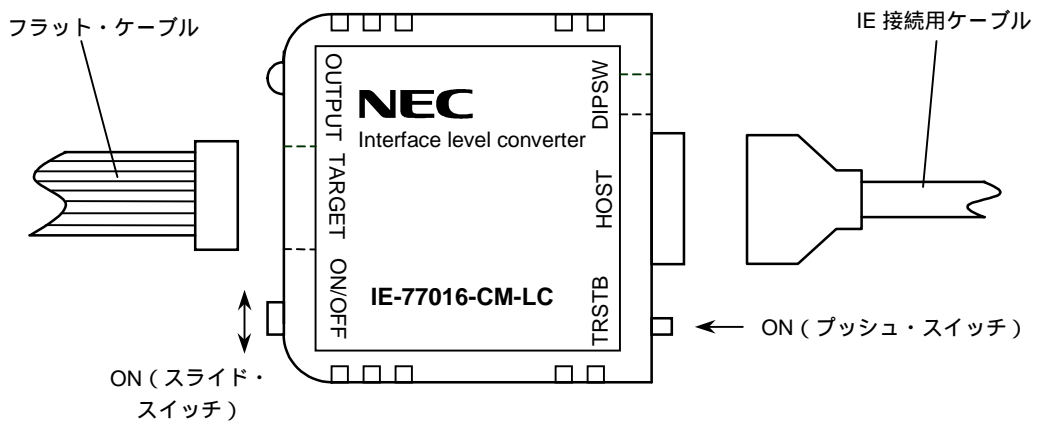 フラット・ケーブル
IE 接続用ケーブル
OUTPUT
TARGET
ON/OFF
NEC
Interface level converter
IE-77016-CM-LC
DIPSW
HOST
TRSTB
ON（プッシュ・スイッチ）
ON（スライド・
スイッチ）